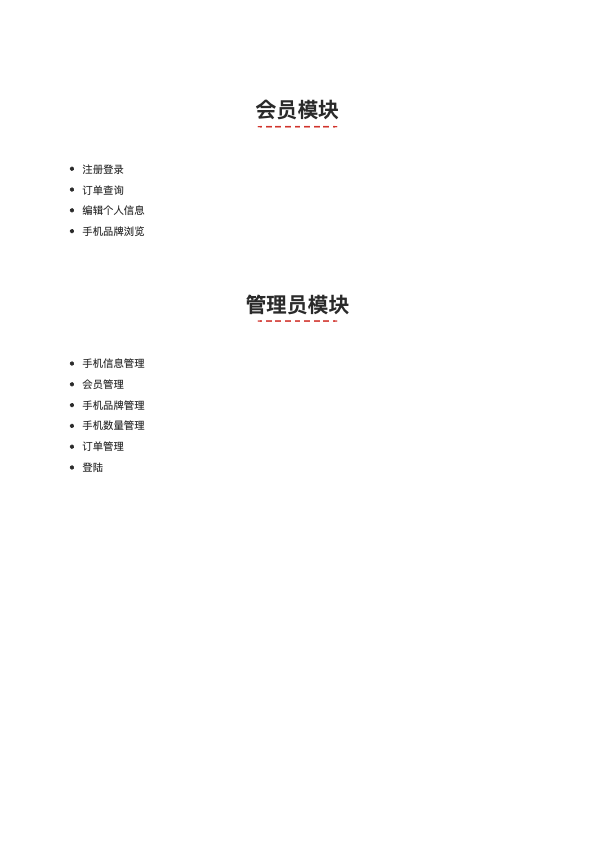 会员模块
注册登录
订单查询
编辑个人信息
手机品牌浏览
管理员模块
手机信息管理
会员管理
手机品牌管理
手机数量管理
订单管理
登陆